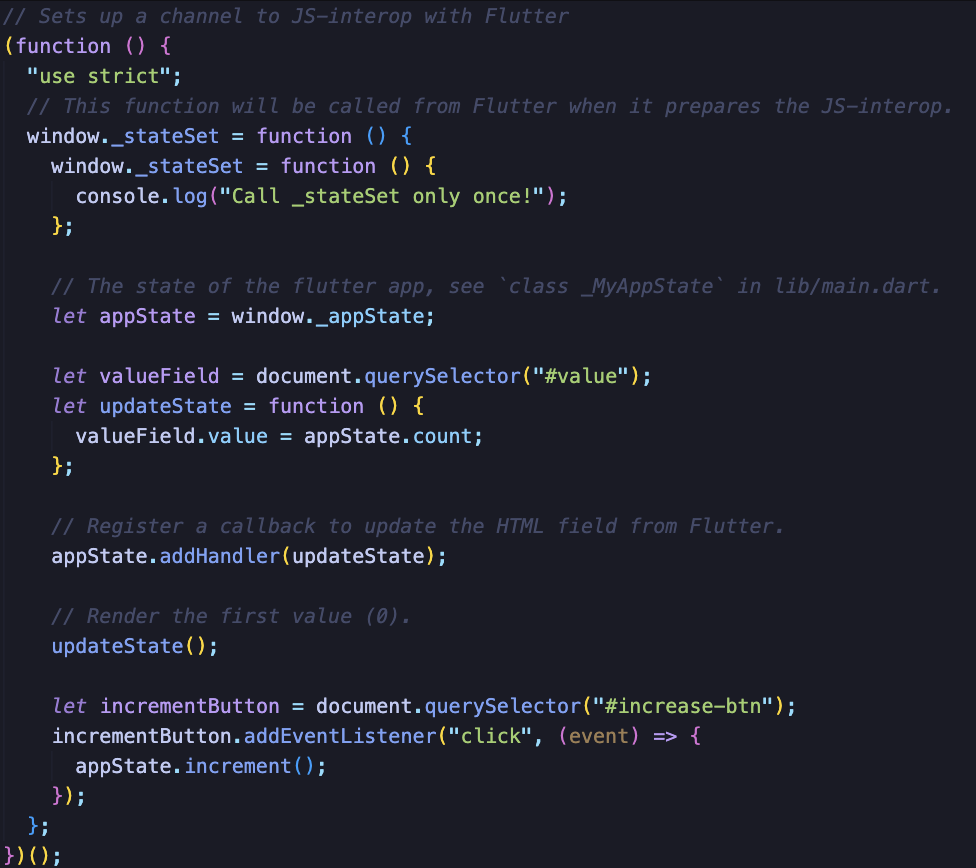 // Sets up a channel to JS-interop with Flutter
(function () {
  "use strict";
  // This function will be called from Flutter when it prepares the JS-interop.
  window._stateSet = function () {
    window._stateSet = function () {
      console.log("Call _stateSet only once!");
    };

    // The state of the flutter app, see `class _MyAppState` in lib/main.dart.
    let appState = window._appState;

    let valueField = document.querySelector("#value");
    let updateState = function () {
      valueField.value = appState.count;
    };

    // Register a callback to update the HTML field from Flutter.
    appState.addHandler(updateState);

    // Render the first value (0).
    updateState();

    let incrementButton = document.querySelector("#increase-btn");
    incrementButton.addEventListener("click", (event) => {
      appState.increment();
    });
  };
})();